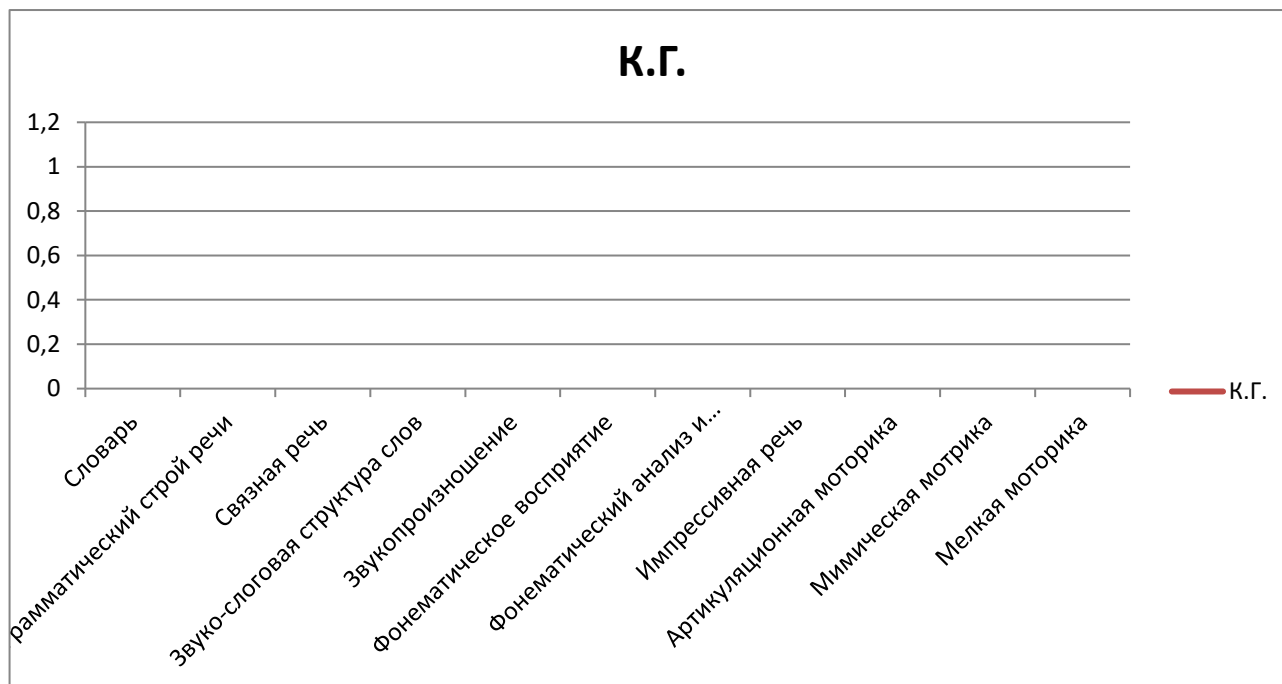 К.Г.
1,2
1
0,8
0,6
0,4
0,2
0
К.Г.
Словарь
рамматический строй речи
Связная речь
Звуко-слоговая структура слов
Звукопроизношение
Фонематическое восприятие
Фонематический анализ и...
Импрессивная речь
Артикуляционная моторика
Мимическая мотрика
Мелкая моторика